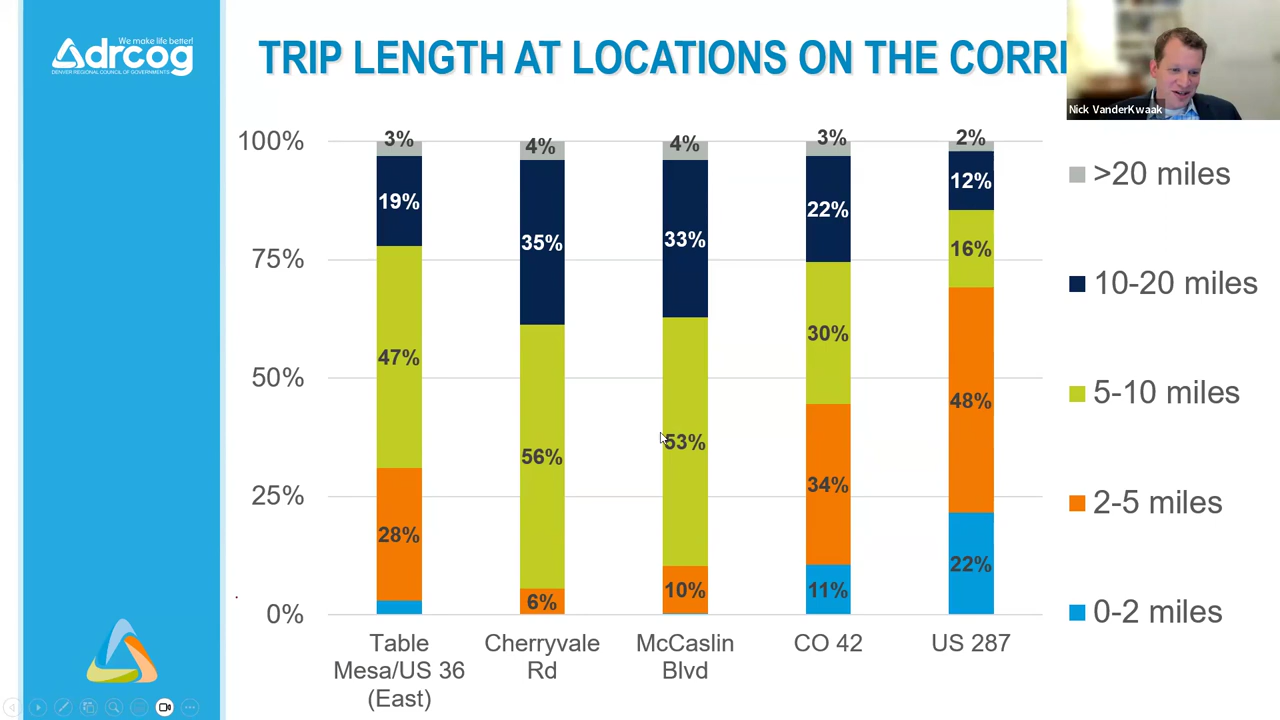 We make life better!
drcog
DENVER REGIONAL COUNCIL OF GOVERNMENTS
TRIP LENGTH AT LOCATIONS ON THE CORRI
Nick VanderKwaak
100%
75%
50%
25%
0%
3%
19%
47%
28%
4%
35%
56%
6%
4%
33%
53%
10%
3%
22%
30%
34%
11%
2%
12%
16%
48%
22%
Table
Mesa/US 36
(East)
Cherryvale
Rd
McCaslin
Blvd
CO 42
US 287
>20 miles
10-20 miles
5-10 miles
2-5 miles
0-2 miles